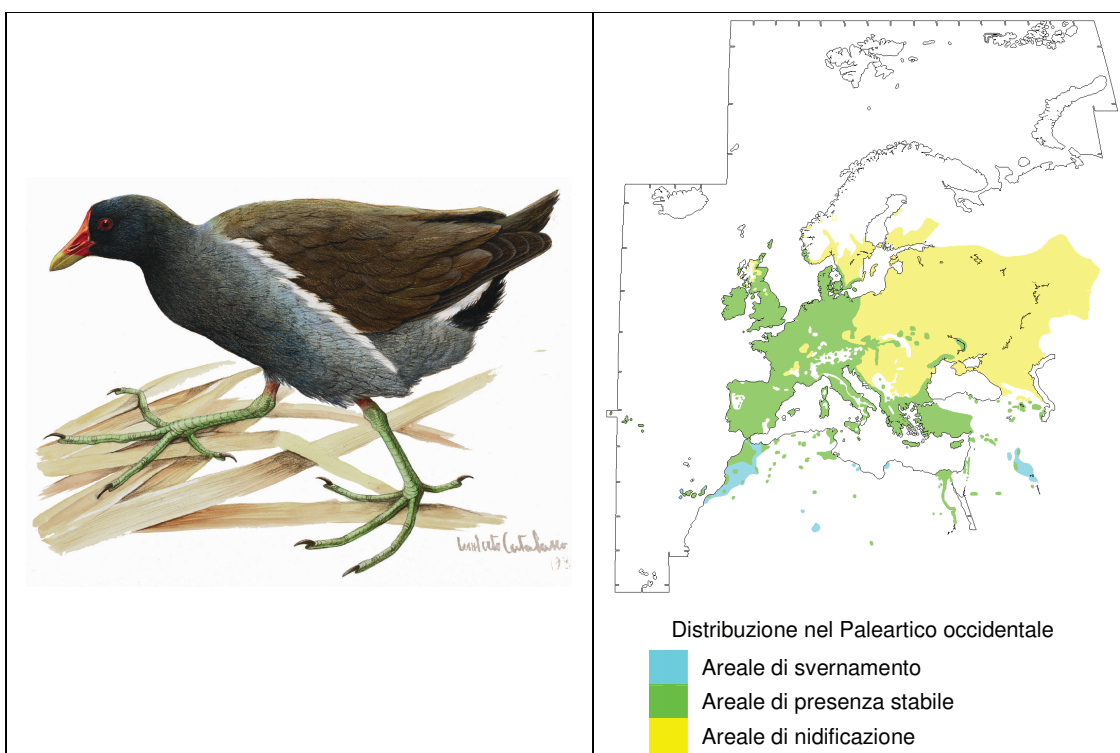 Distribuzione nel Paleartico occidentale
Areale di svernamento
Areale di presenza stabile
Areale di nidificazione